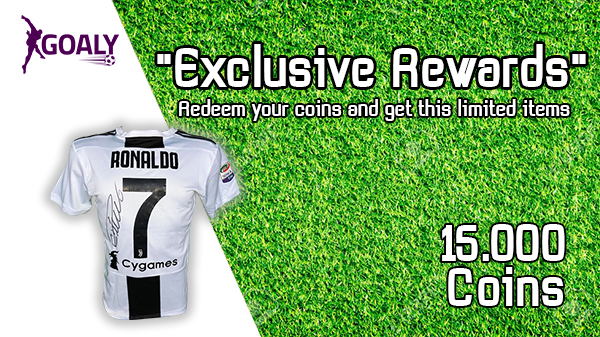 GOALY
"Exclusive Rewards"
Redeem your coins and get this limited items
RONALDO
7
Cygames
15.000
Coins